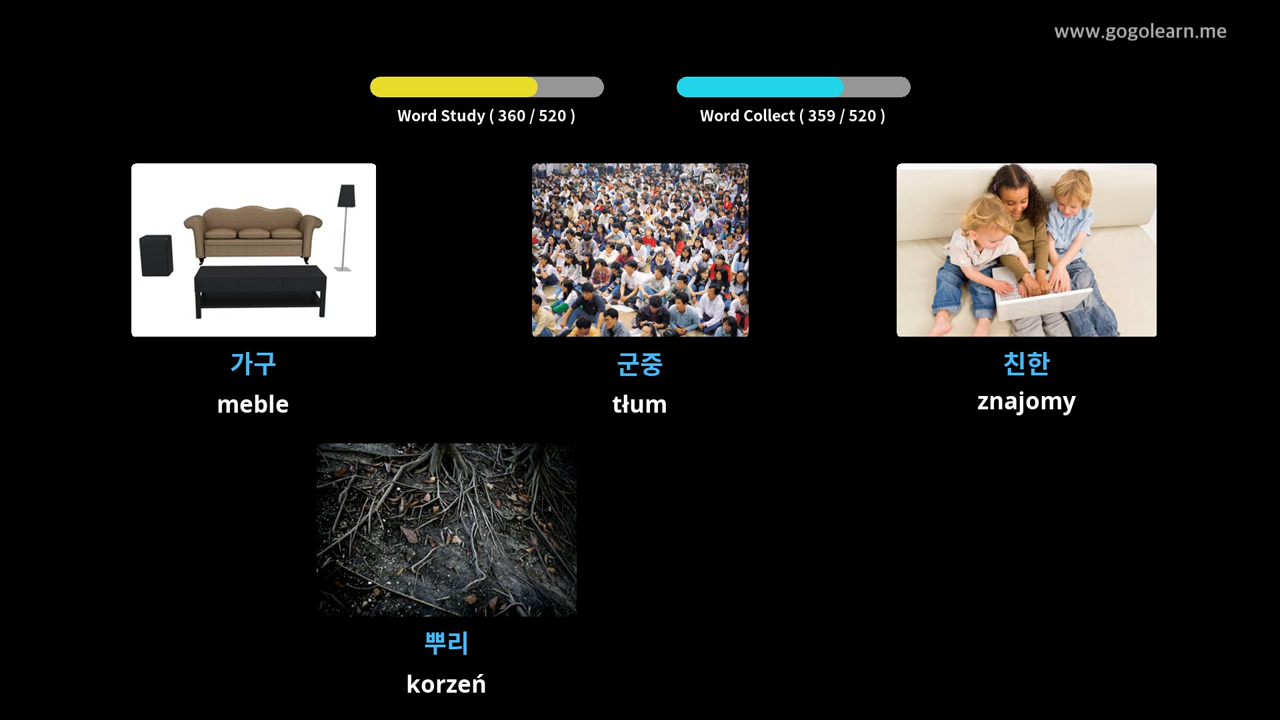 www.gogolearn.me
Word Study ( 360 / 520 )
Word Collect ( 359 / 520 )
가구
meble
군중
tłum
친한
znajomy
뿌리
korzeń